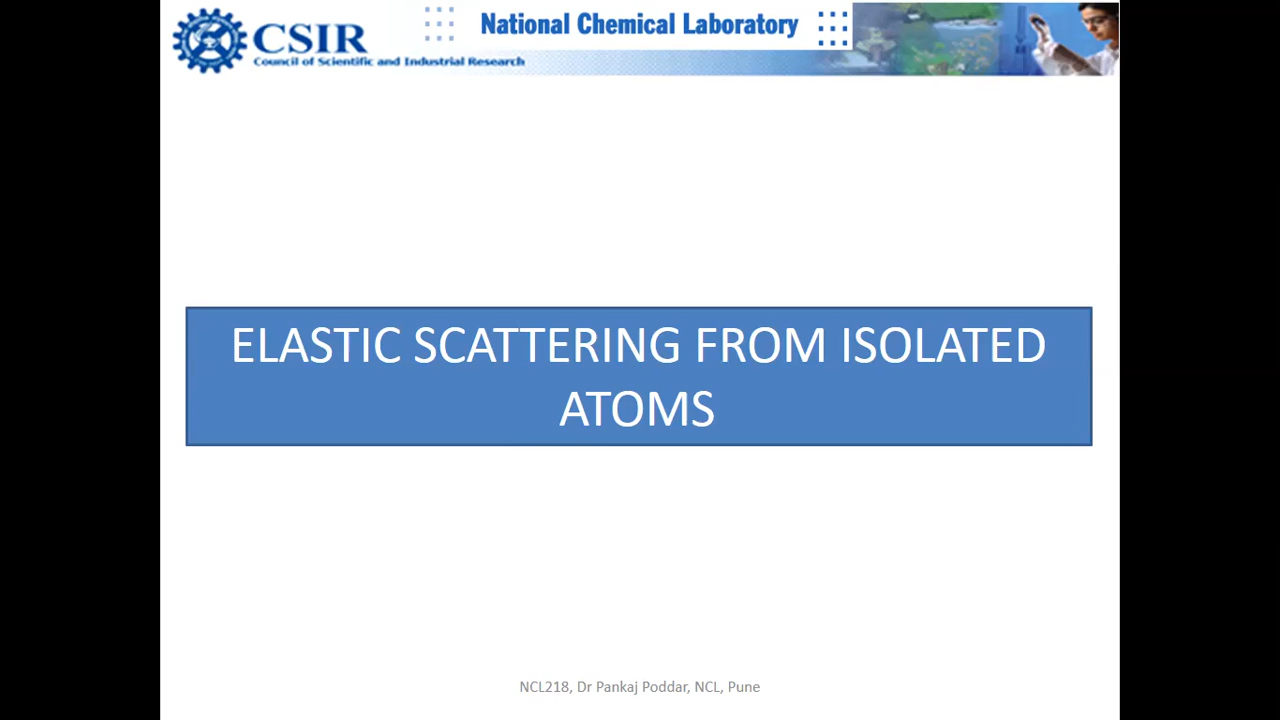 CSIR
Council of Scientific and Industrial Research
National Chemical Laboratory
ELASTIC SCATTERING FROM ISOLATED
ATOMS
NCL218, Dr Pankaj Poddar, NCL, Pune